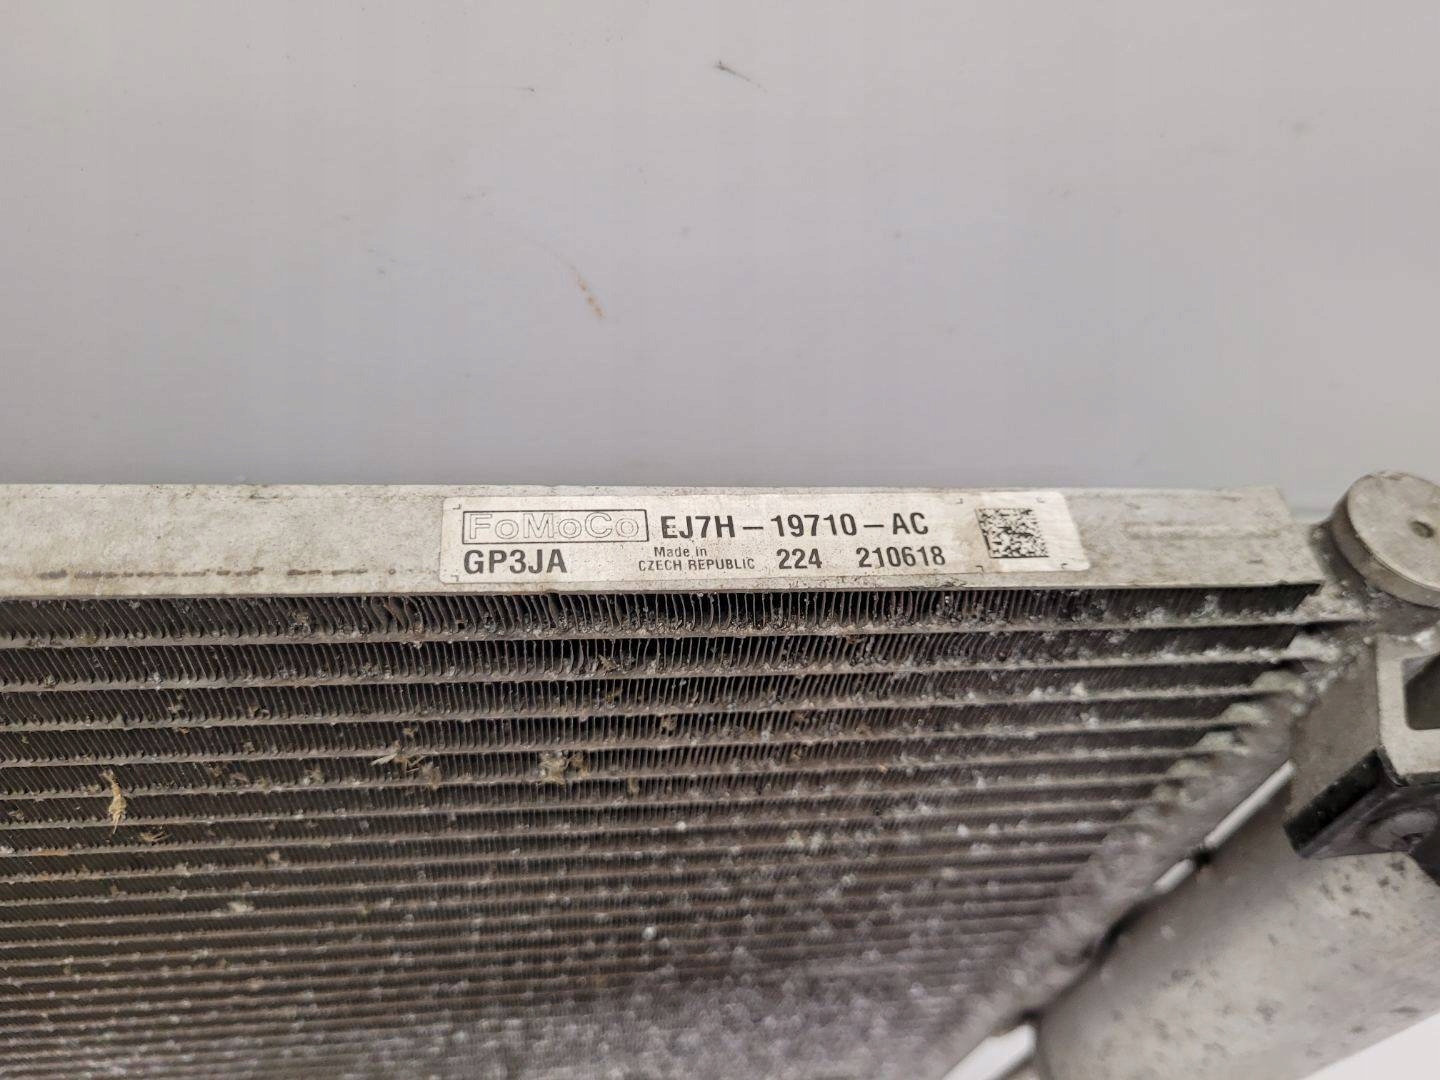 FoMoCo EJ7H-19710-AC
GP3JA Made in CZECH REPUBLIC 224 210618